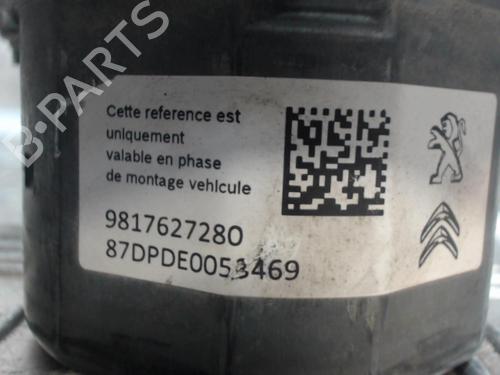 B-PARTS
Cette reference est
uniquement
valable en phase
de montage vehicule
9817627280
87DPDE0053469